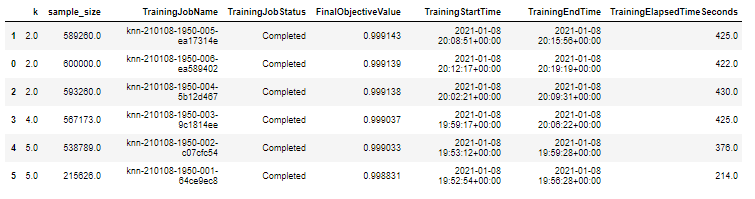 k sample_size TrainingJobName TrainingJobStatus FinalObjectiveValue TrainingStartTime TrainingEndTime TrainingElapsedTimeSeconds
1 2.0 589260.0 knn-210108-1950-005-ea17314e Completed 0.999143 2021-01-08 20:08:51+00:00 2021-01-08 20:15:56+00:00 425.0
0 2.0 600000.0 knn-210108-1950-006-ea589402 Completed 0.999139 2021-01-08 20:12:17+00:00 2021-01-08 20:19:19+00:00 422.0
2 2.0 593260.0 knn-210108-1950-004-5b12d467 Completed 0.999138 2021-01-08 20:02:21+00:00 2021-01-08 20:09:31+00:00 430.0
3 4.0 567173.0 knn-210108-1950-003-9c1814ee Completed 0.999037 2021-01-08 19:59:17+00:00 2021-01-08 20:06:22+00:00 425.0
4 5.0 538789.0 knn-210108-1950-002-c07cfc54 Completed 0.999033 2021-01-08 19:53:12+00:00 2021-01-08 19:59:28+00:00 376.0
5 5.0 215626.0 knn-210108-1950-001-64ce9ec8 Completed 0.998831 2021-01-08 19:52:54+00:00 2021-01-08 19:56:28+00:00 214.0